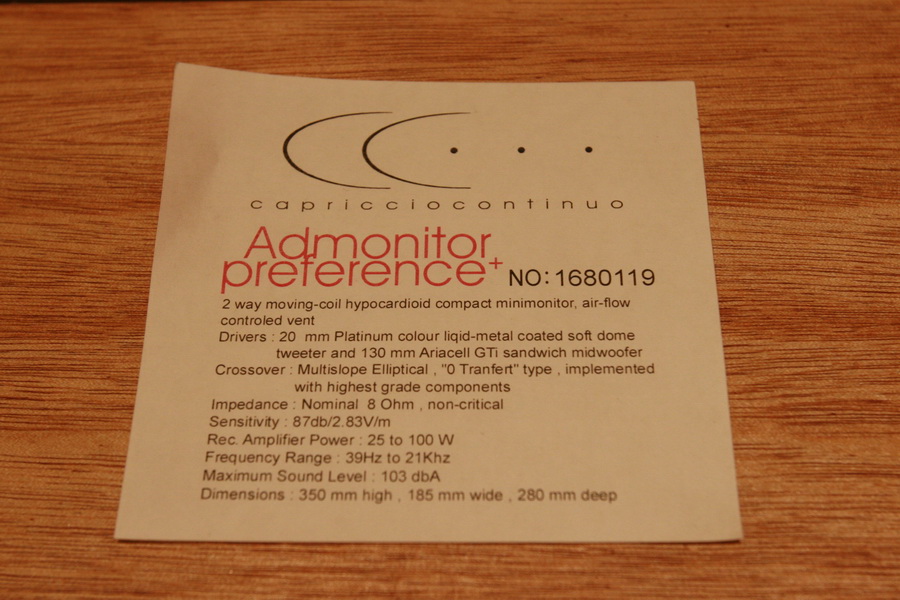 CC...
capricciocontinuo
Admonitor
preference+ NO:1680119
2 way moving-coil hypocardioid compact minimonitor, air-flow
controled vent
Drivers : 20 mm Platinum colour liqid-metal coated soft dome
tweeter and 130 mm Ariacell GTi sandwich midwoofer
Crossover : Multislope Elliptical , "0 Tranfert" type , implemented
with highest grade components
Impedance : Nominal 8 Ohm , non-critical
Sensitivity : 87db/2.83V/m
Rec. Amplifier Power : 25 to 100 W
Frequency Range : 39Hz to 21Khz
Maximum Sound Level : 103 dbA
Dimensions : 350 mm high , 185 mm wide , 280 mm deep